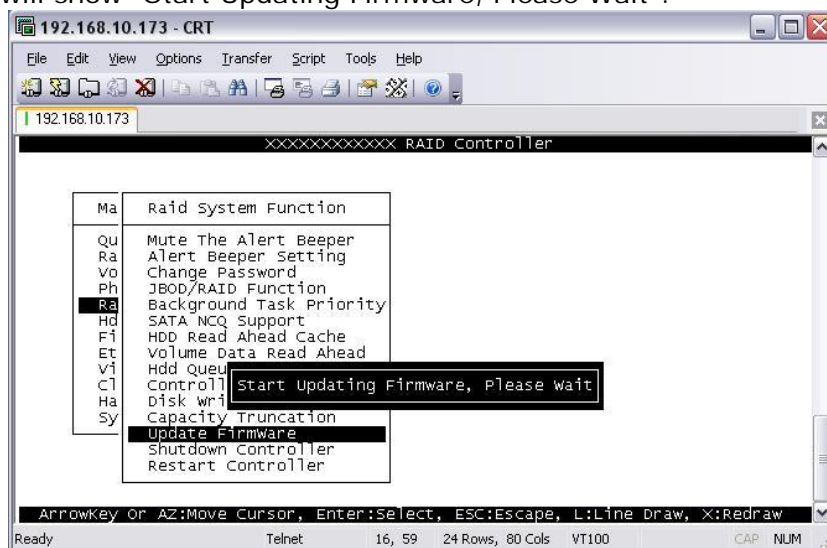 will show "Start Updating Firmware, Please Wait".
192.168.10.173 - CRT
File Edit View Options Transfer Script Tools Help
192.168.10.173
XXXXXXXXXXXX RAID Controller
Ma Raid System Function
Qu Mute The Alert Beeper
Ra Alert Beeper Setting
Vo Change Password
Ph JBOD/RAID Function
Ra Background Task Priority
Hd SATA NCQ Support
Fi HDD Read Ahead Cache
Et Volume Data Read Ahead
Vi Hdd Queu
Cl Controll Start Updating Firmware, Please Wait
Ha Disk Wri
Sy Capacity Truncation
Update FirmWare
Shutdown Controller
Restart Controller
ArrowKey Or AZ:Move Cursor, Enter:Select, ESC:Escape, L:Line Draw, X:Redraw
Ready Telnet 16, 59 24 Rows, 80 Cols VT100 CAP NUM